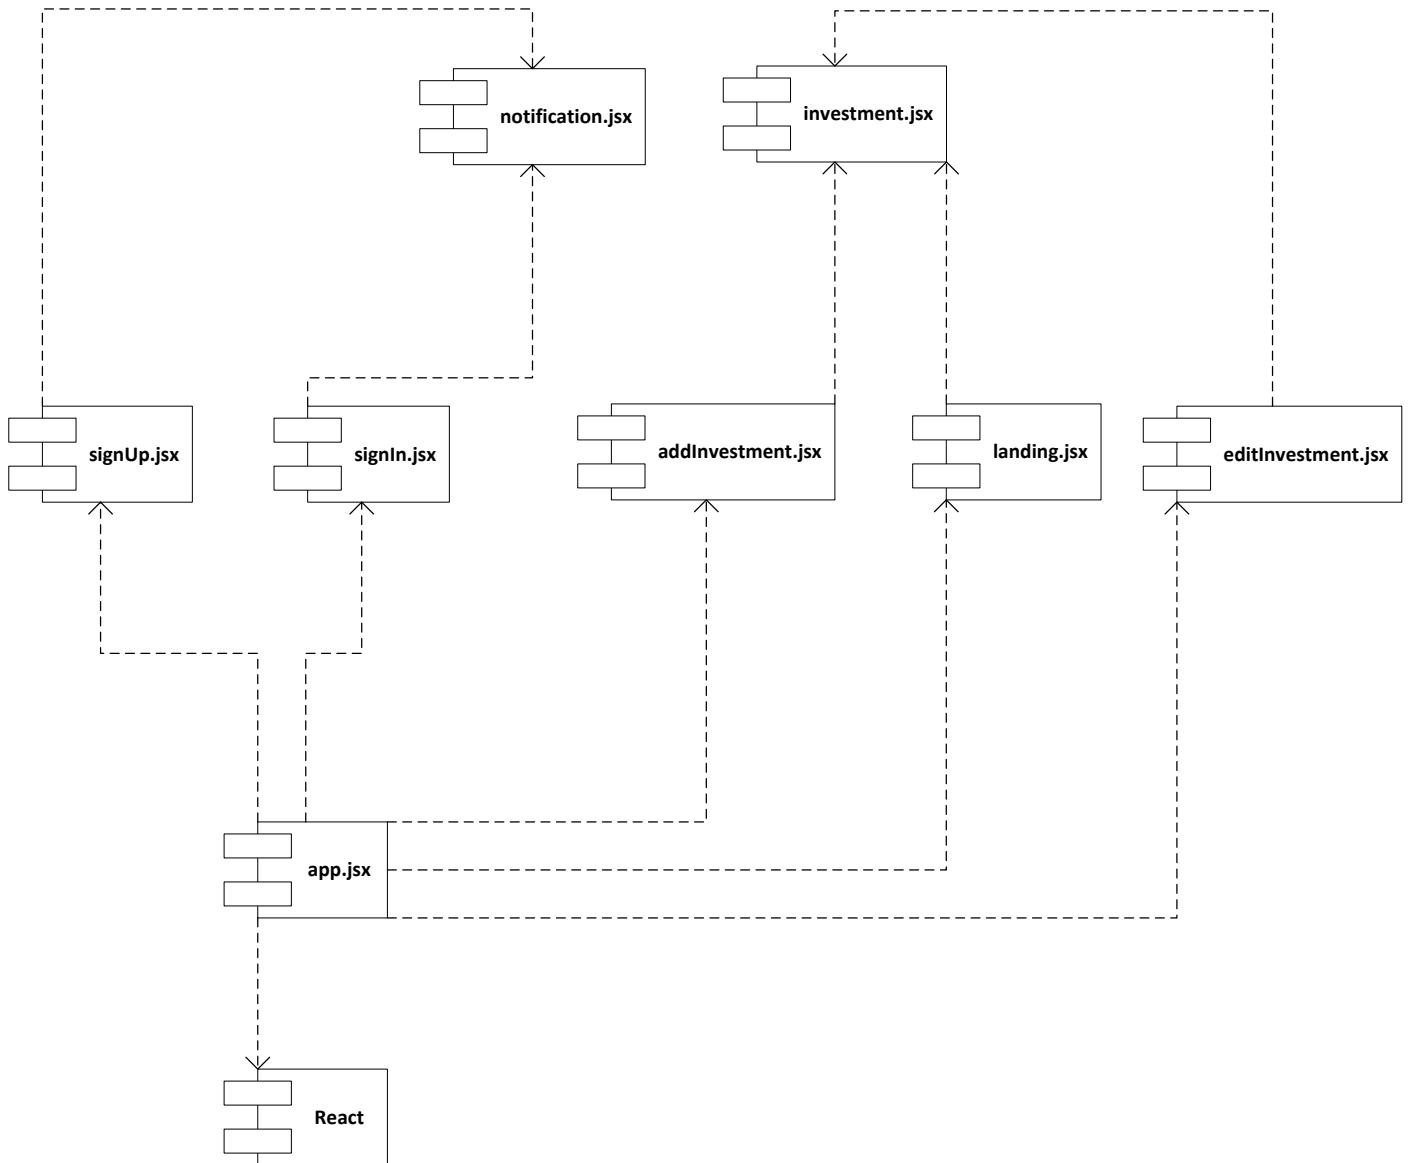 notification.jsx
investment.jsx
signUp.jsx
signIn.jsx
addInvestment.jsx
landing.jsx
editInvestment.jsx
app.jsx
React